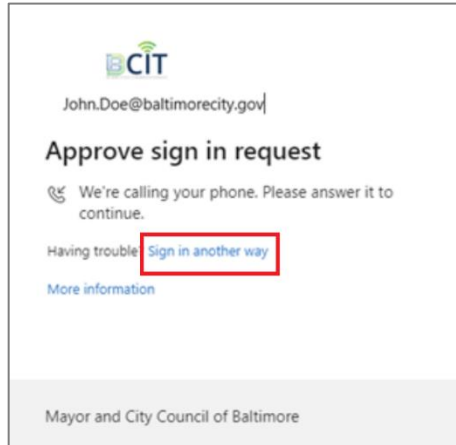 BCIT
John.Doe@baltimorecity.gov
Approve sign in request
We're calling your phone. Please answer it to
continue.
Having trouble? Sign in another way
More information
Mayor and City Council of Baltimore